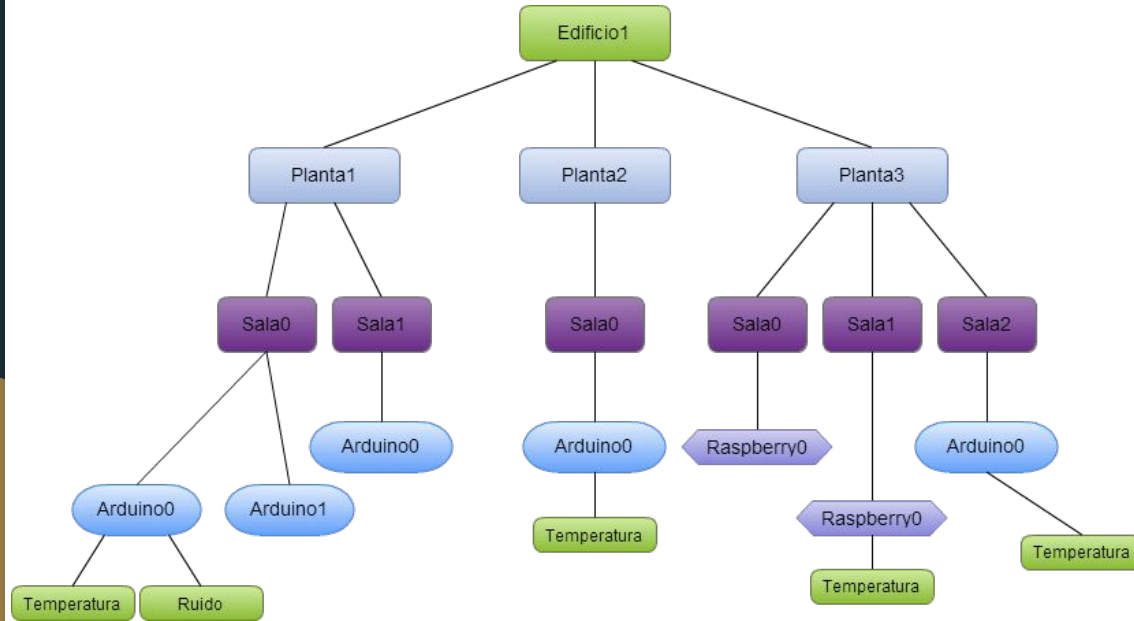 Edificio1
Planta1
Planta2
Planta3
Sala0
Sala1
Sala0
Sala0
Sala1
Sala2
Arduino0
Arduino0
Raspberry0
Arduino0
Arduino0
Arduino1
Raspberry0
Temperatura
Temperatura
Temperatura
Temperatura
Ruido